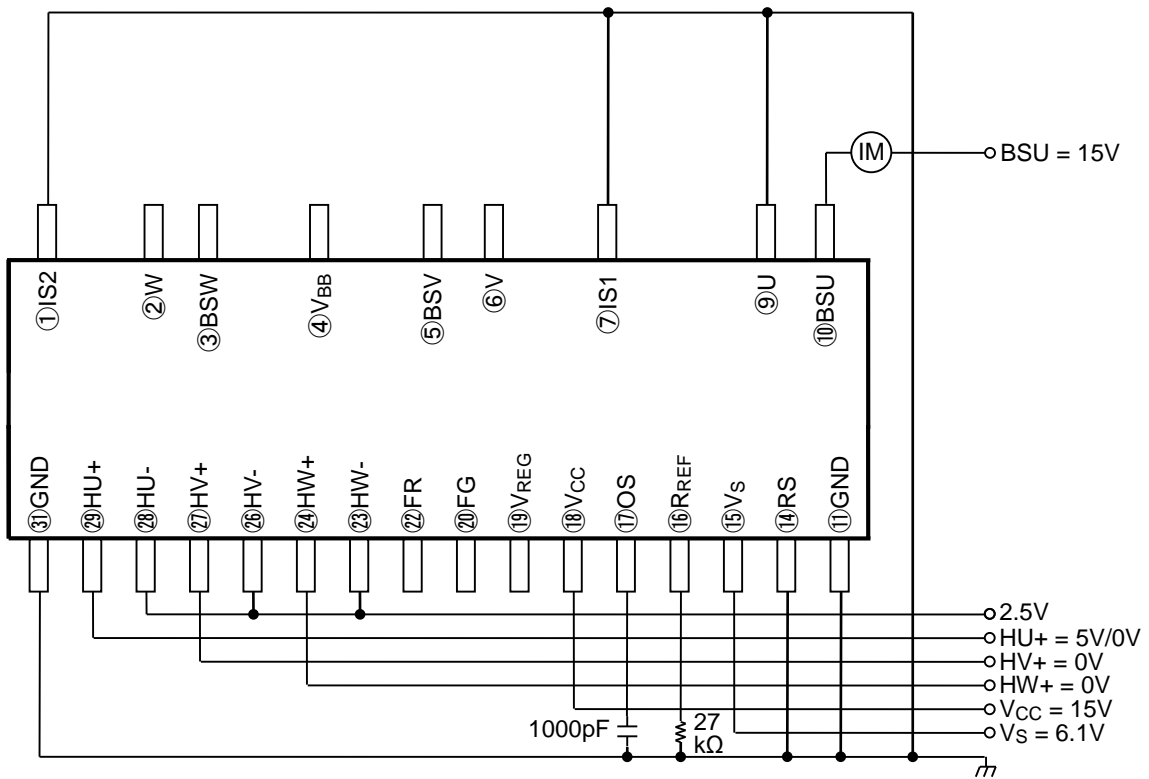 IM
BSU = 15V
①IS2
②W
③BSW
④VBB
⑤BSV
⑥V
⑦IS1
⑨U
⑩BSU
㉛GND
㉙HU+
㉘HU-
㉗HV+
㉖HV-
㉔HW+
㉓HW-
㉒FR
⑳FG
⑲VREG
⑱VCC
⑰OS
⑯RREF
⑮VS
⑭RS
⑪GND
2.5V
HU+ = 5V/0V
HV+ = 0V
HW+ = 0V
VCC = 15V
VS = 6.1V
1000pF
27
kΩ